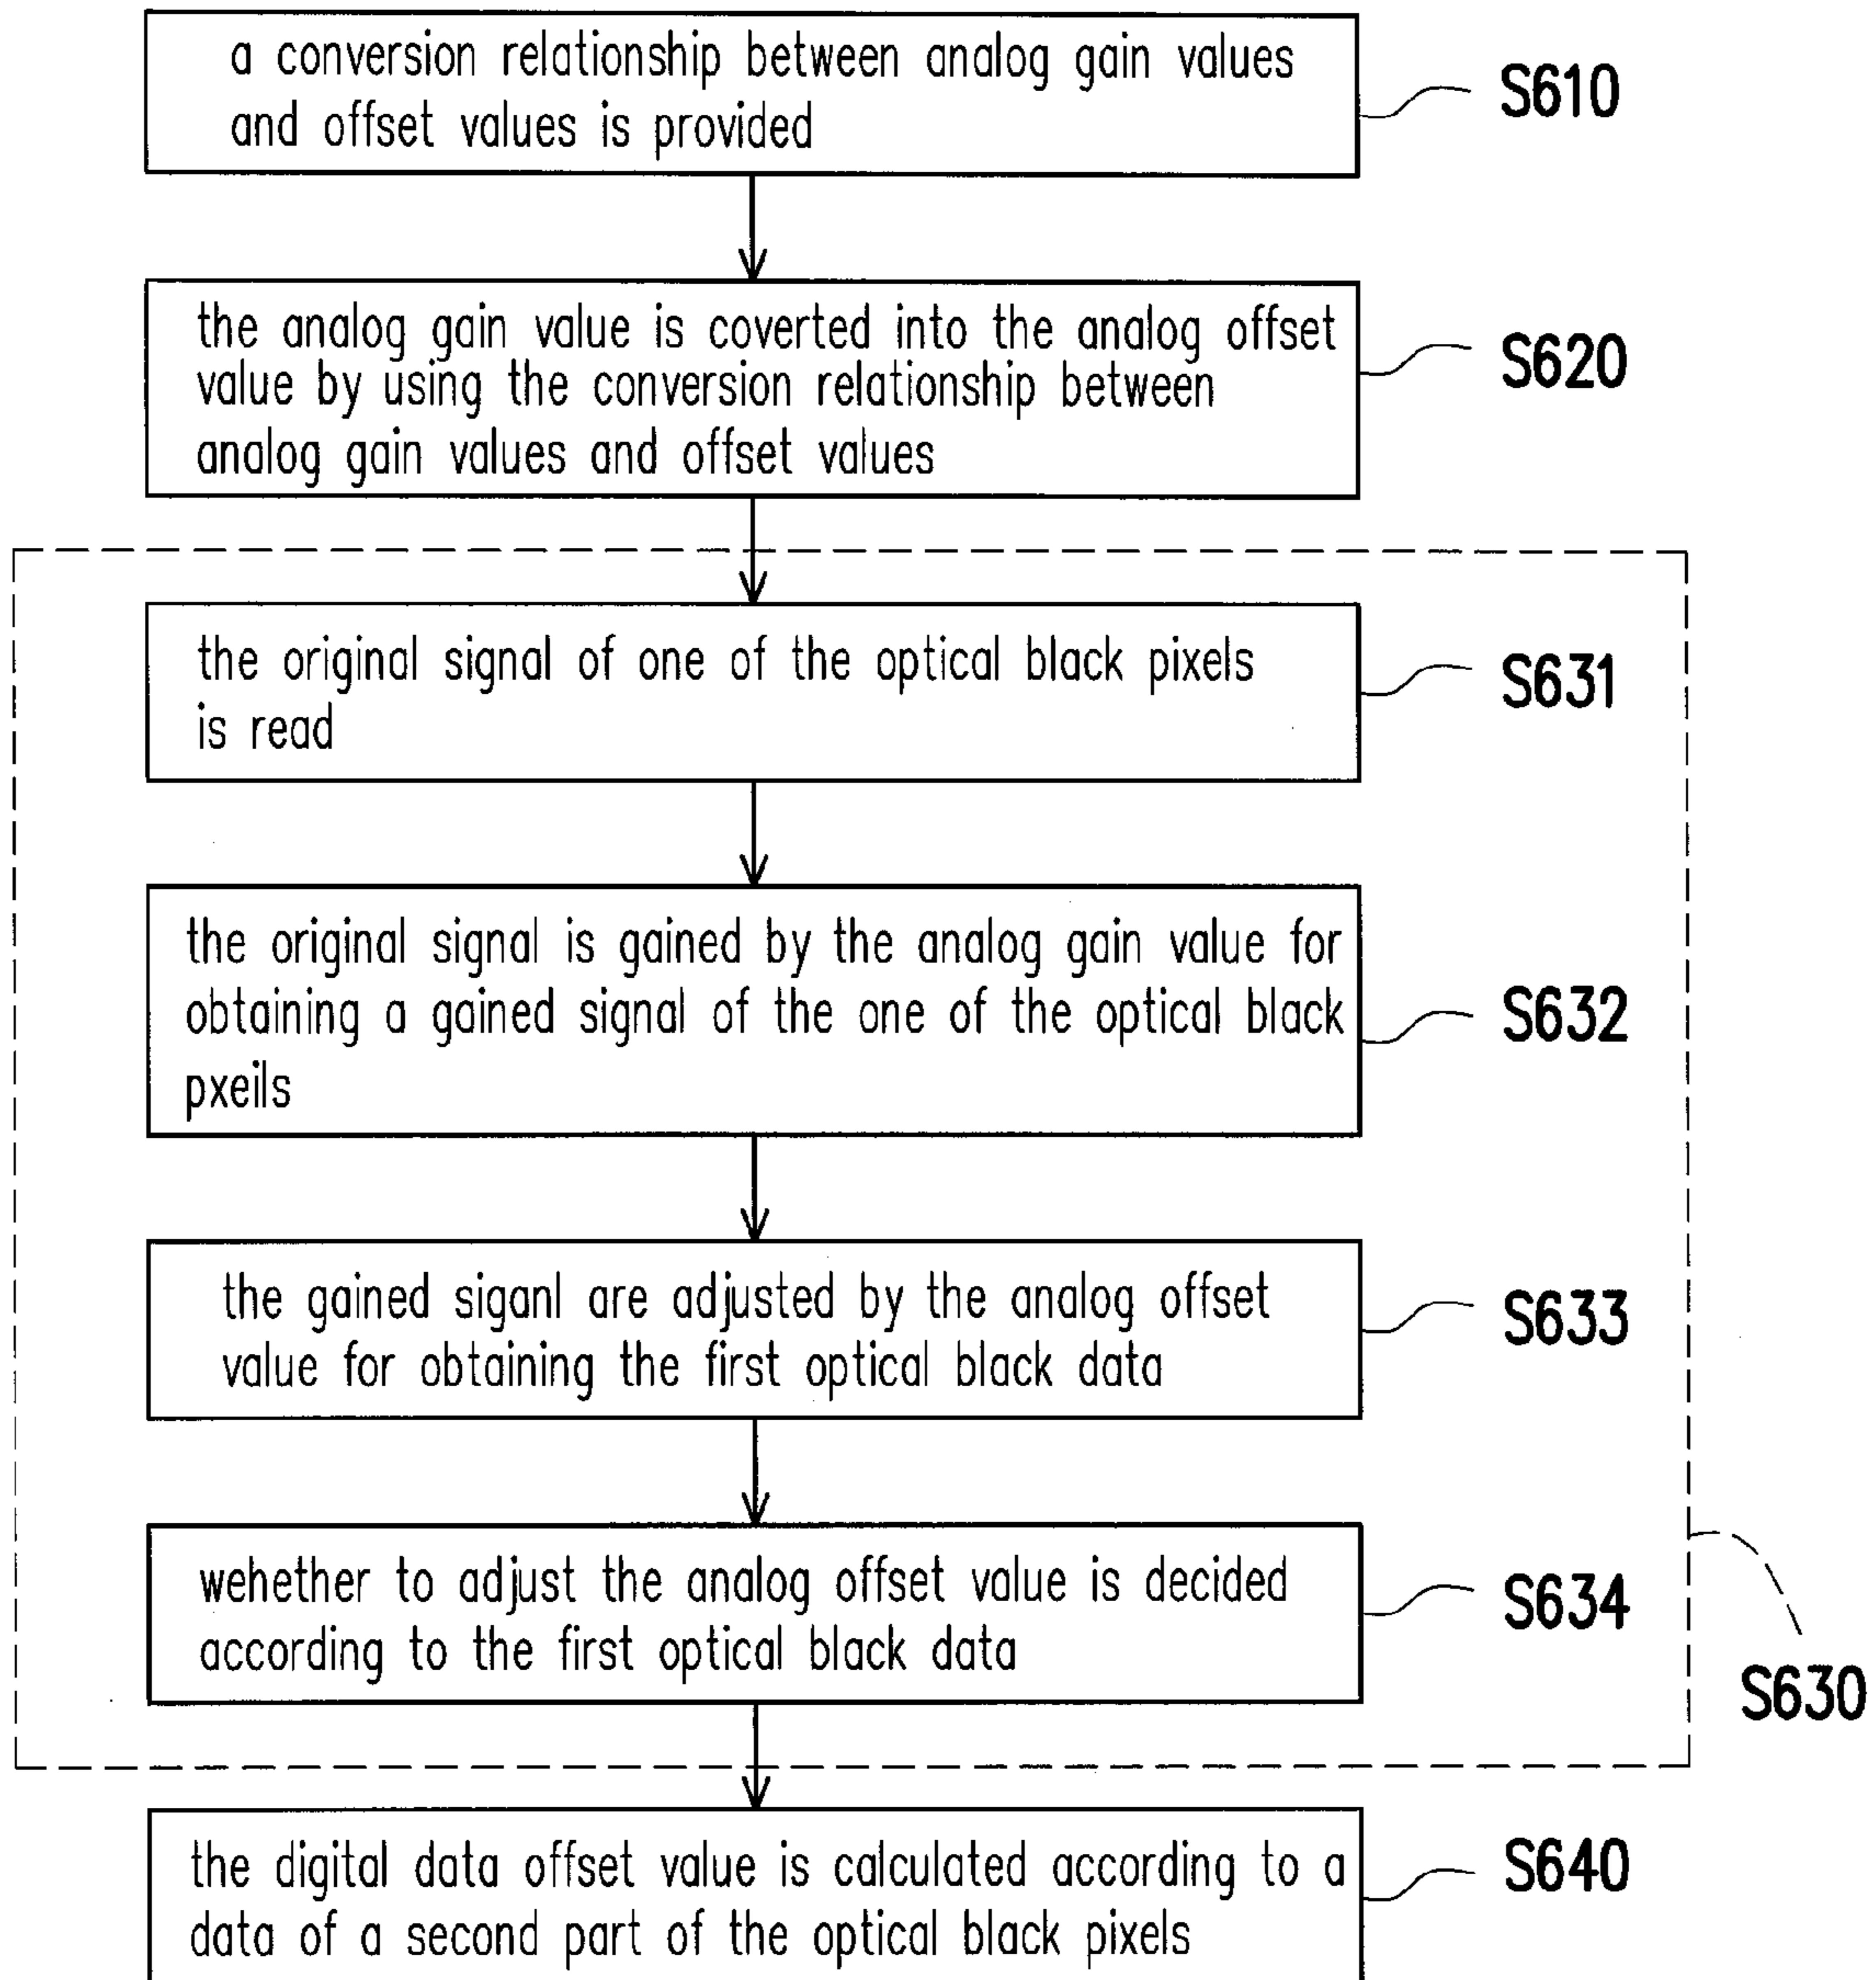 a conversion relationship between analog gain values
and offset values is provided
S610
the analog gain value is coverted into the analog offset
value by using the conversion relationship between
analog gain values and offset values
S620
the original signal of one of the optical black pixels
is read
S631
the original signal is gained by the analog gain value for
obtaining a gained signal of the one of the optical black
pxeils
S632
the gained siganl are adjusted by the analog offset
value for obtaining the first optical black data
S633
wehether to adjust the analog offset value is decided
according to the first optical black data
S634
S630
the digital data offset value is calculated according to a
data of a second part of the optical black pixels
S640